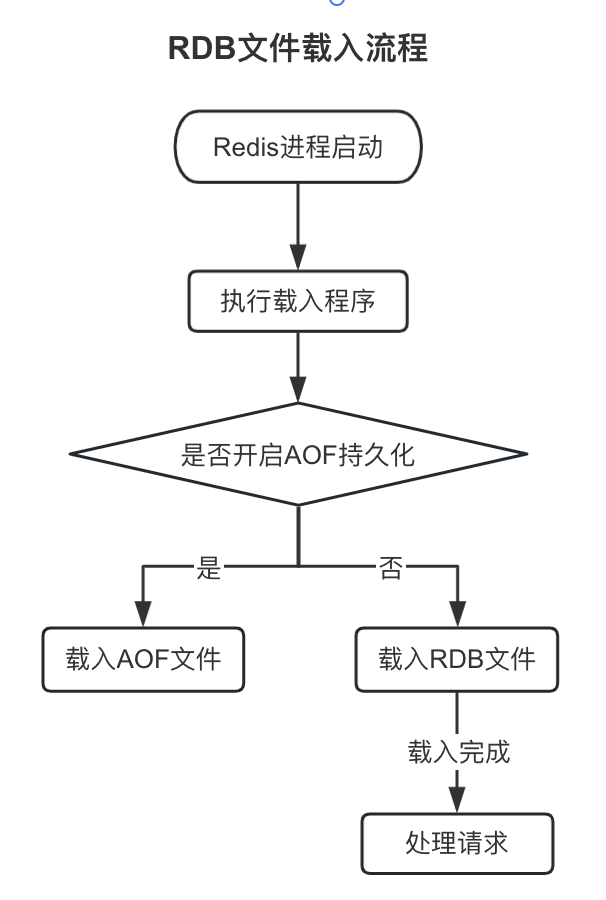 RDB文件载入流程
Redis进程启动
执行载入程序
是否开启AOF持久化
是
否
载入AOF文件
载入RDB文件
载入完成
处理请求